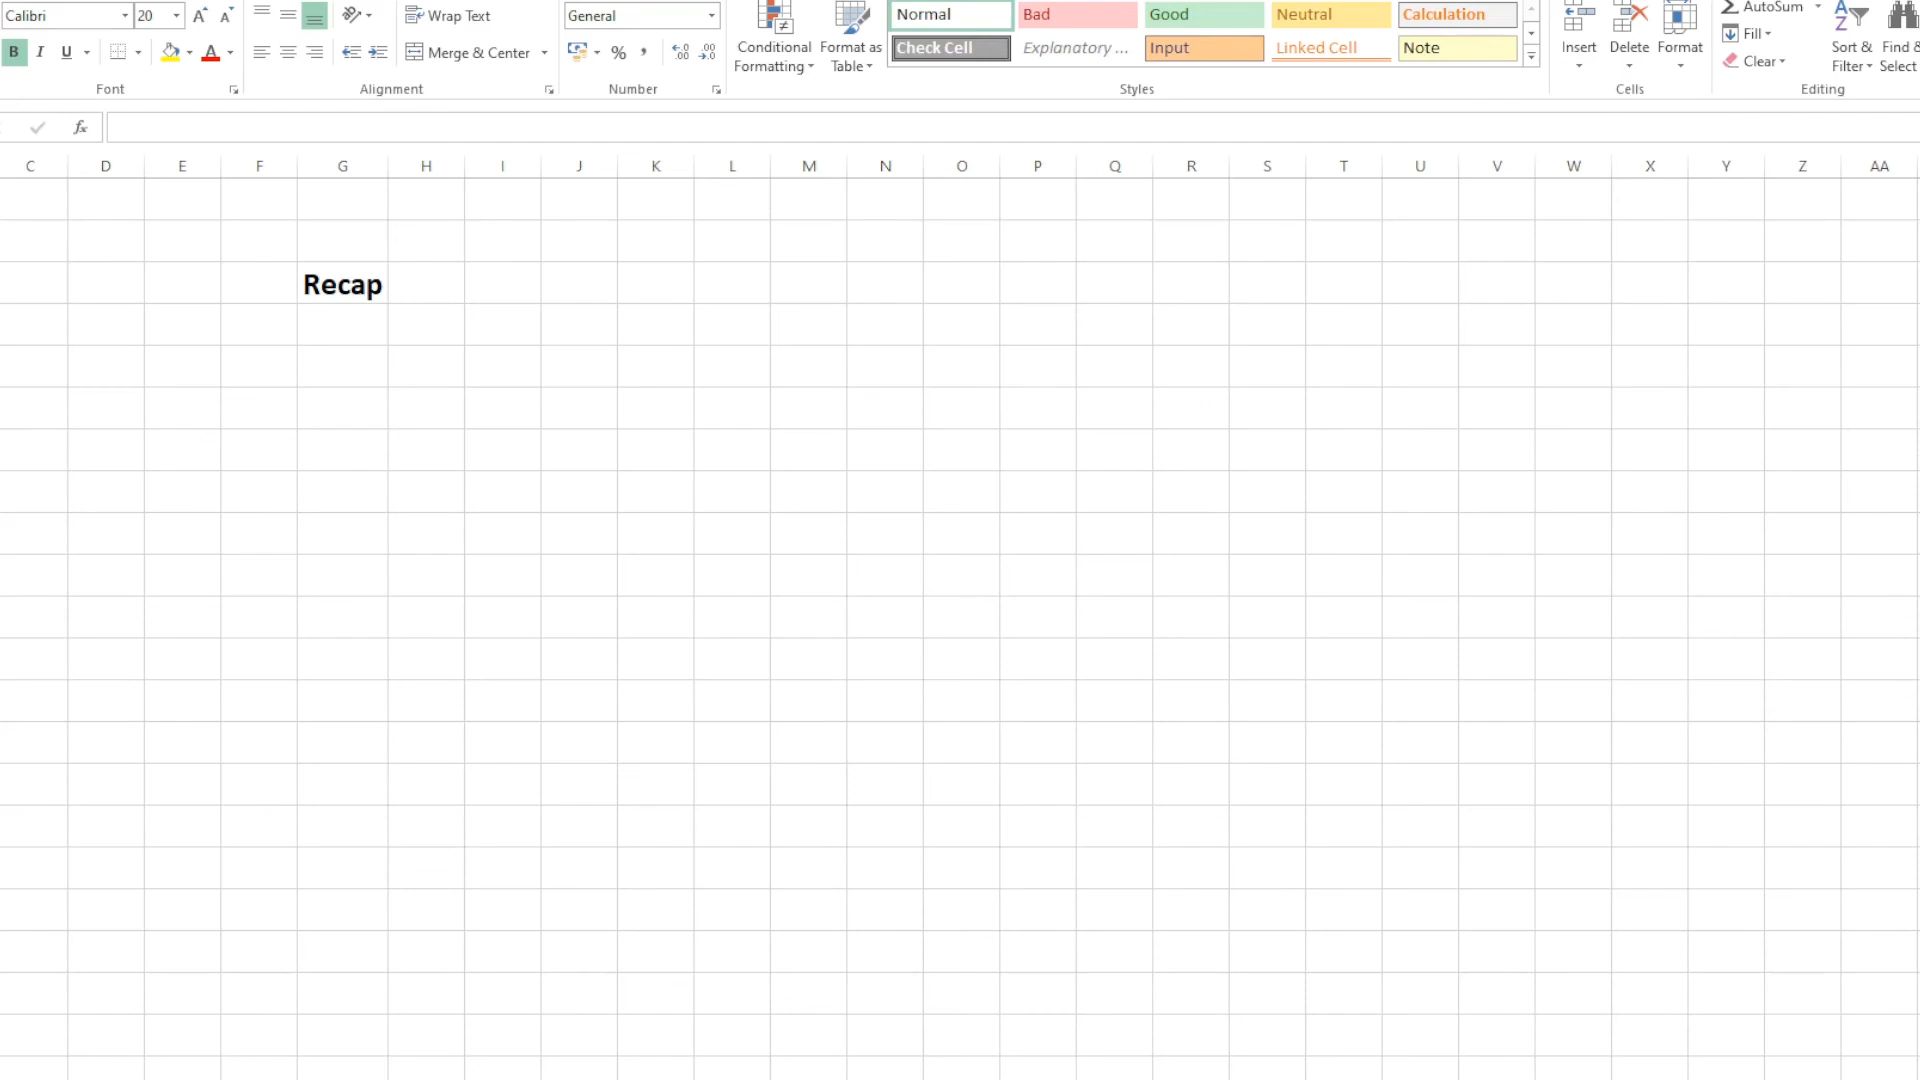 Calibri 20 A A Wrap Text General Normal Bad Good Neutral Calculation AutoSum
B I U A Merge & Center % , .00 .00 Conditional Formatting Format as Table Check Cell Explanatory ... Input Linked Cell Note Insert Delete Format Fill Clear Sort & Filter Find & Select
Font Alignment Number Styles Cells Editing
fx
C D E F G H I J K L M N O P Q R S T U V W X Y Z AA
Recap